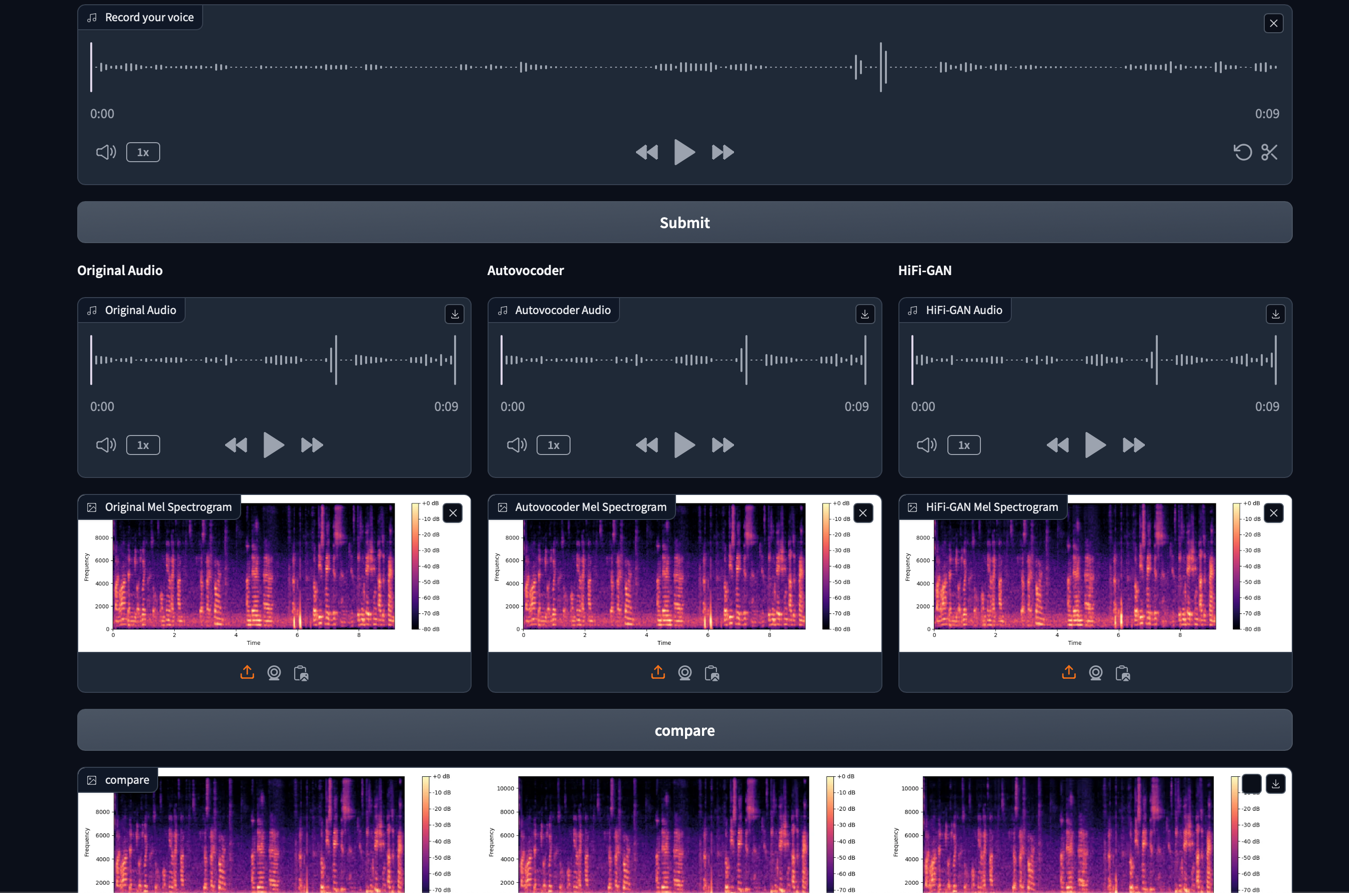 Record your voice
0:00 0:09
1x
Submit
Original Audio Autovocoder HiFi-GAN
Original Audio Autovocoder Audio HiFi-GAN Audio
0:00 0:09 0:00 0:09 0:00 0:09
1x 1x 1x
Original Mel Spectrogram Autovocoder Mel Spectrogram HiFi-GAN Mel Spectrogram
+0 dB +0 dB +0 dB
-10 dB -10 dB -10 dB
8000 -20 dB 8000 -20 dB 8000 -20 dB
-30 dB -30 dB -30 dB
6000 6000 6000
Frequency Frequency Frequency
-40 dB -40 dB -40 dB
4000 -50 dB 4000 -50 dB 4000 -50 dB
-60 dB -60 dB -60 dB
2000 2000 2000
-70 dB -70 dB -70 dB
0 -80 dB 0 -80 dB 0 -80 dB
0 2 4 6 8 0 2 4 6 8 0 2 4 6 8
Time Time Time
compare
compare
+0 dB +0 dB
10000 10000
-10 dB -10 dB
8000 -20 dB 8000 -20 dB 8000 -20 dB
-30 dB -30 dB -30 dB
6000 6000 6000
Frequency Frequency Frequency
-40 dB -40 dB -40 dB
4000 -50 dB 4000 -50 dB 4000 -50 dB
-60 dB -60 dB -60 dB
2000 2000 2000
-70 dB -70 dB -70 dB